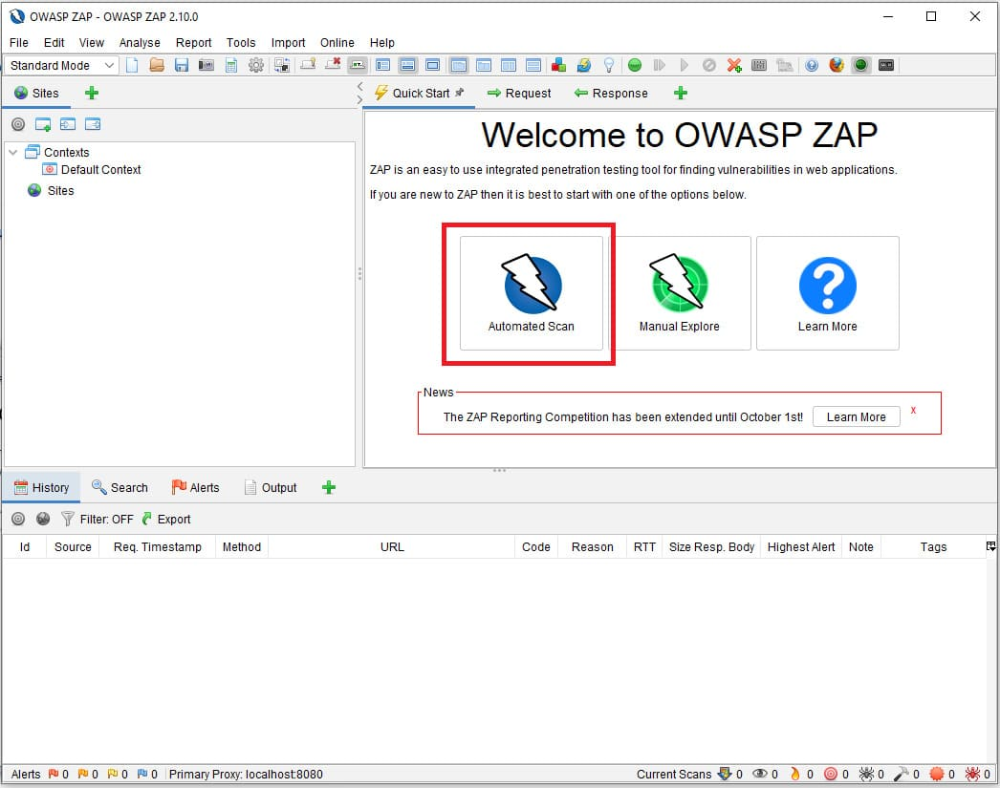 OWASP ZAP - OWASP ZAP 2.10.0
File Edit View Analyse Report Tools Import Online Help
Standard Mode
Sites
Quick Start Request Response
Contexts
Default Context
Sites
Welcome to OWASP ZAP
ZAP is an easy to use integrated penetration testing tool for finding vulnerabilities in web applications.
If you are new to ZAP then it is best to start with one of the options below.
Automated Scan Manual Explore Learn More
News
The ZAP Reporting Competition has been extended until October 1st! Learn More x
History Search Alerts Output
Filter: OFF Export
Id Source Req. Timestamp Method URL Code Reason RTT Size Resp. Body Highest Alert Note Tags
Alerts 0 0 0 0 Primary Proxy: localhost:8080 Current Scans 0 0 0 0 0 0 0 0